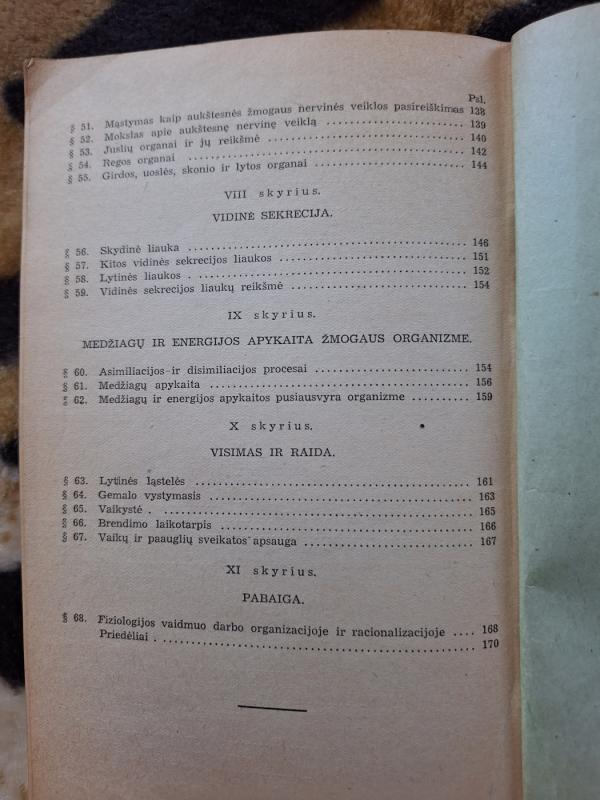 Psl.
§ 51. Mąstymas kaip aukštesnės žmogaus nervinės veiklos pasireiškimas 138
§ 52. Mokslas apie aukštesnę nervinę veiklą .................... 139
§ 53. Juslių organai ir jų reikšmė .................... 140
§ 54. Regos organai .................... 142
§ 55. Girdos, uoslės, skonio ir lytos organai .................... 144
VIII skyrius.
VIDINĖ SEKRECIJA.
§ 56. Skydinė liauka .................... 146
§ 57. Kitos vidinės sekrecijos liaukos .................... 151
§ 58. Lytinės liaukos .................... 152
§ 59. Vidinės sekrecijos liaukų reikšmė .................... 154
IX skyrius.
MEDŽIAGŲ IR ENERGIJOS APYKAITA ŽMOGAUS ORGANIZME.
§ 60. Asimiliacijos ir disimiliacijos procesai .................... 154
§ 61. Medžiagų apykaita .................... 156
§ 62. Medžiagų ir energijos apykaitos pusiausvyra organizme .......... 159
X skyrius.
VISIMAS IR RAIDA.
§ 63. Lytinės ląstelės .................... 161
§ 64. Gemalo vystymasis .................... 163
§ 65. Vaikystė .................... 165
§ 66. Brendimo laikotarpis .................... 166
§ 67. Vaikų ir paauglių sveikatos apsauga .................... 167
XI skyrius.
PABAIGA.
§ 68. Fiziologijos vaidmuo darbo organizacijoje ir racionalizacijoje .... 168
Priedėliai .................... 170